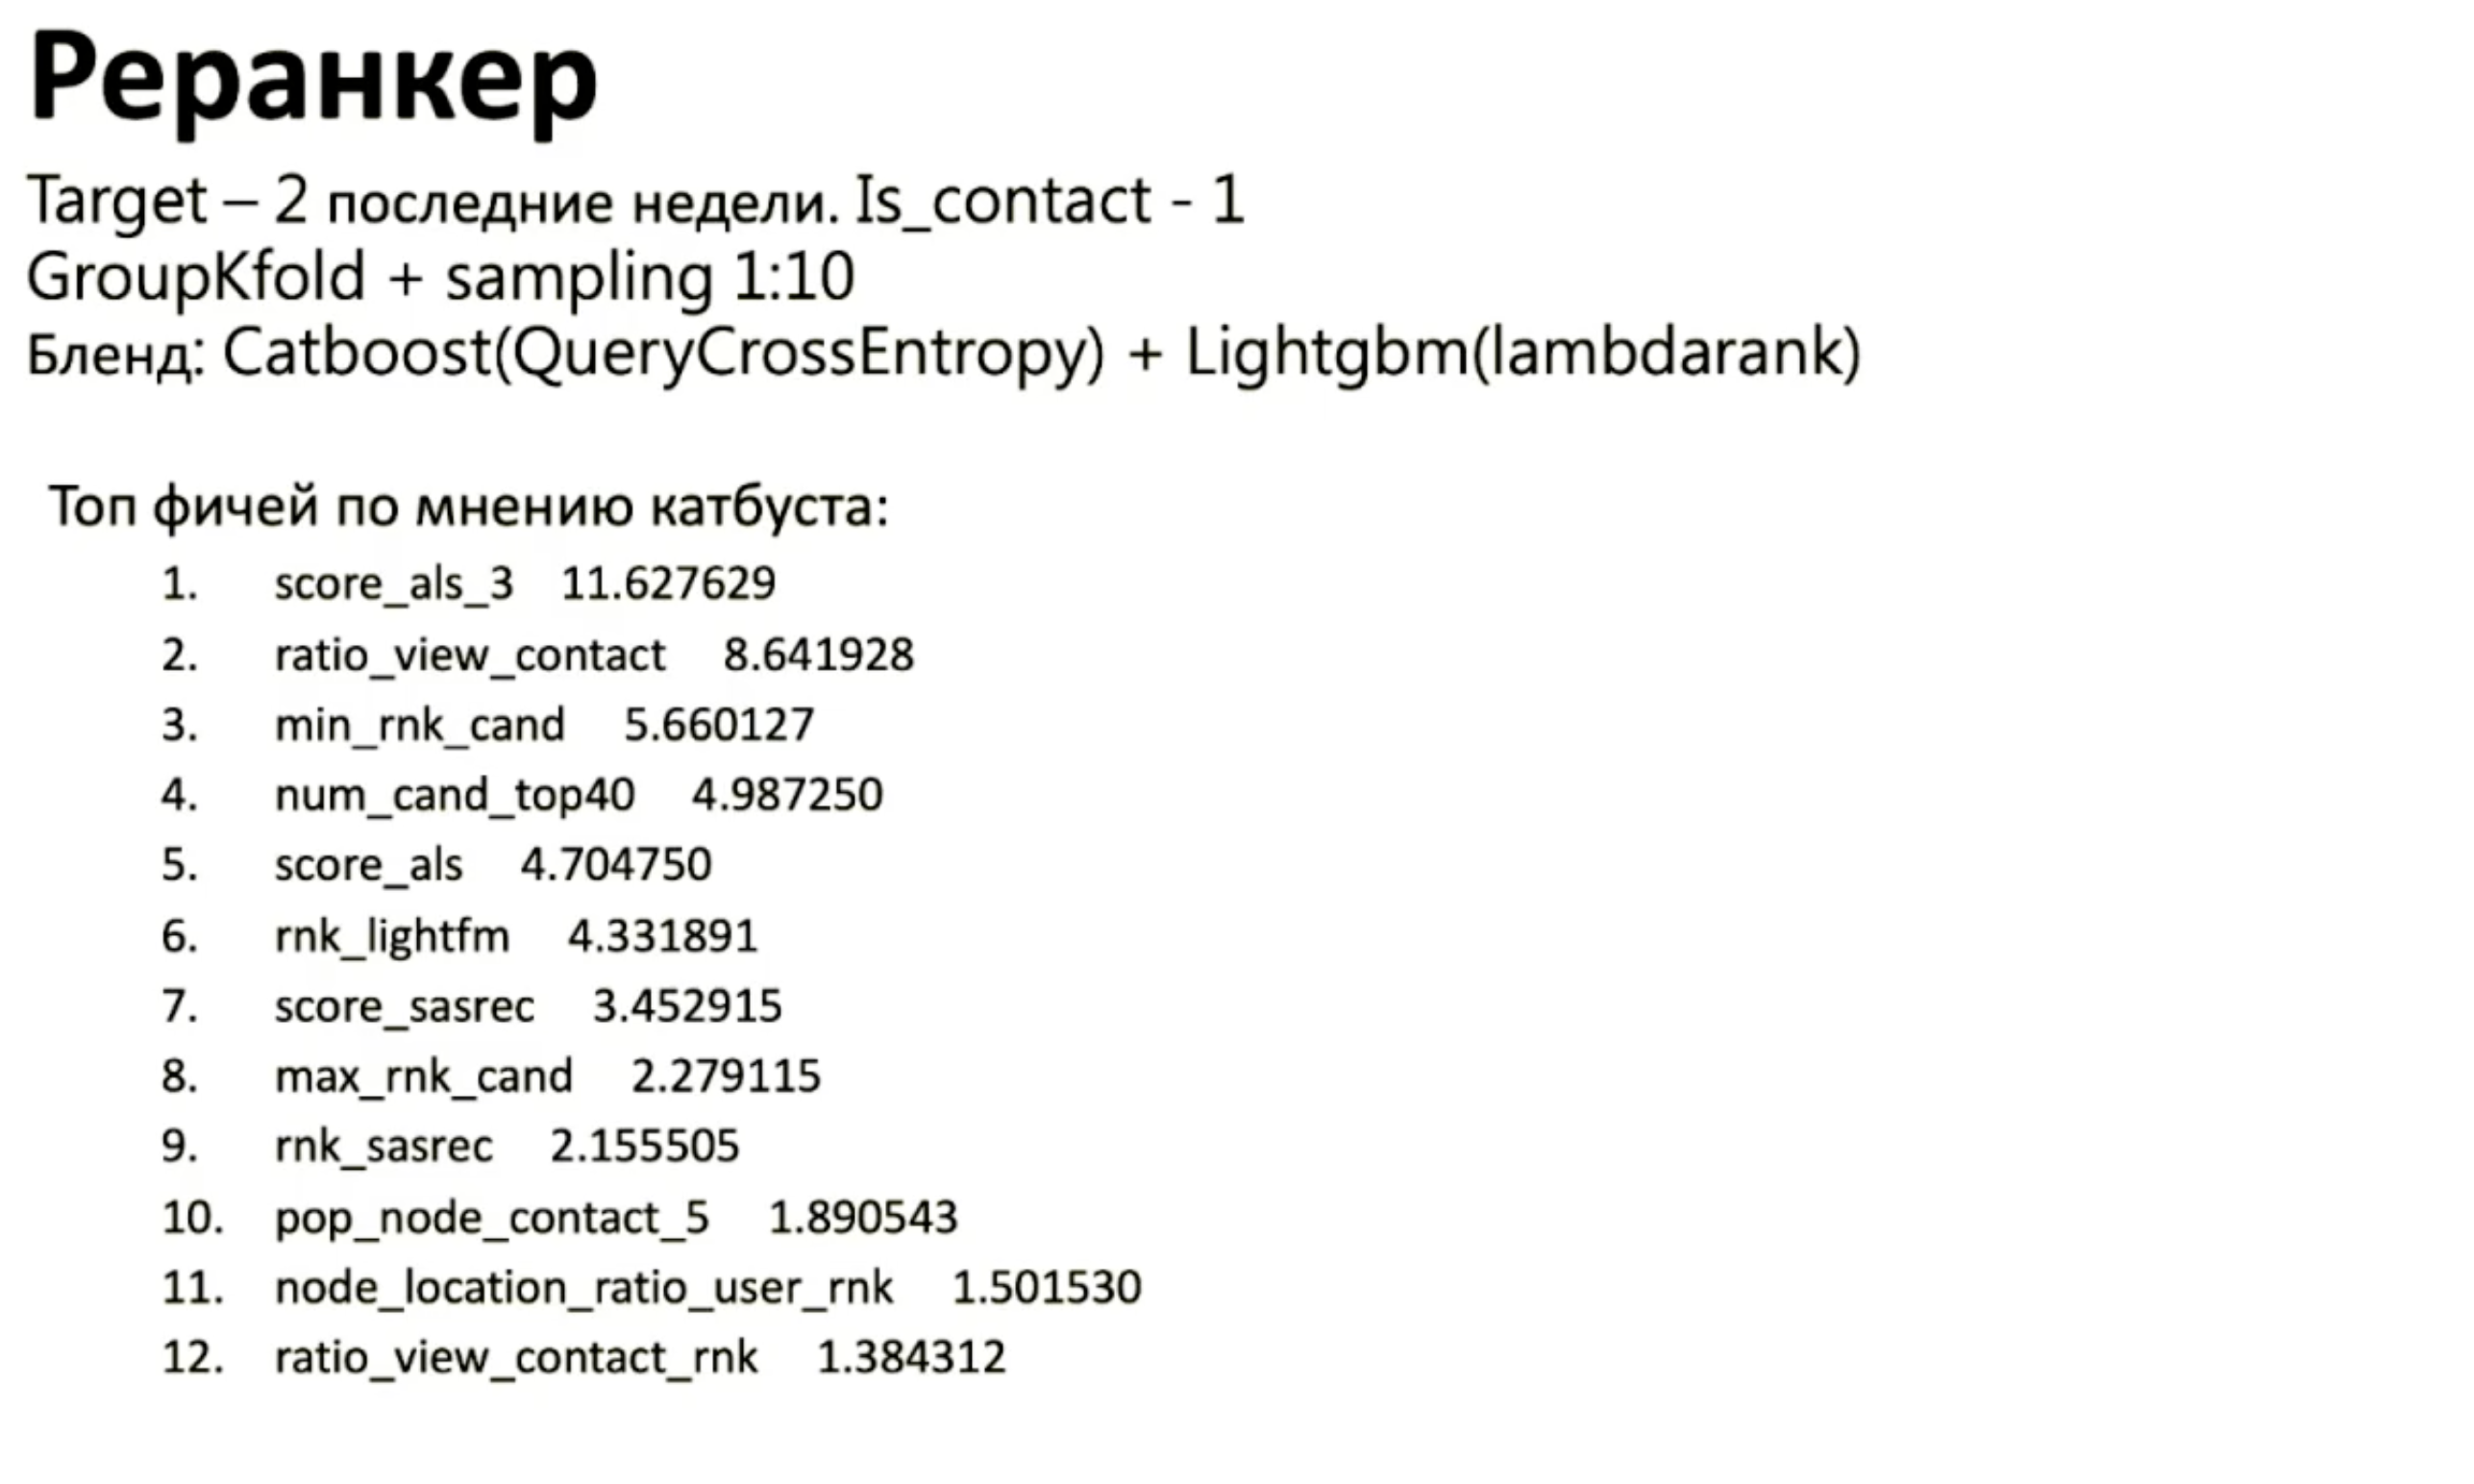 Реранкер
Target – 2 последние недели. Is_contact - 1
GroupKfold + sampling 1:10
Бленд: Catboost(QueryCrossEntropy) + Lightgbm(lambdarank)
Топ фичей по мнению катбуста:
1. score_als_3 11.627629
2. ratio_view_contact 8.641928
3. min_rnk_cand 5.660127
4. num_cand_top40 4.987250
5. score_als 4.704750
6. rnk_lightfm 4.331891
7. score_sasrec 3.452915
8. max_rnk_cand 2.279115
9. rnk_sasrec 2.155505
10. pop_node_contact_5 1.890543
11. node_location_ratio_user_rnk 1.501530
12. ratio_view_contact_rnk 1.384312